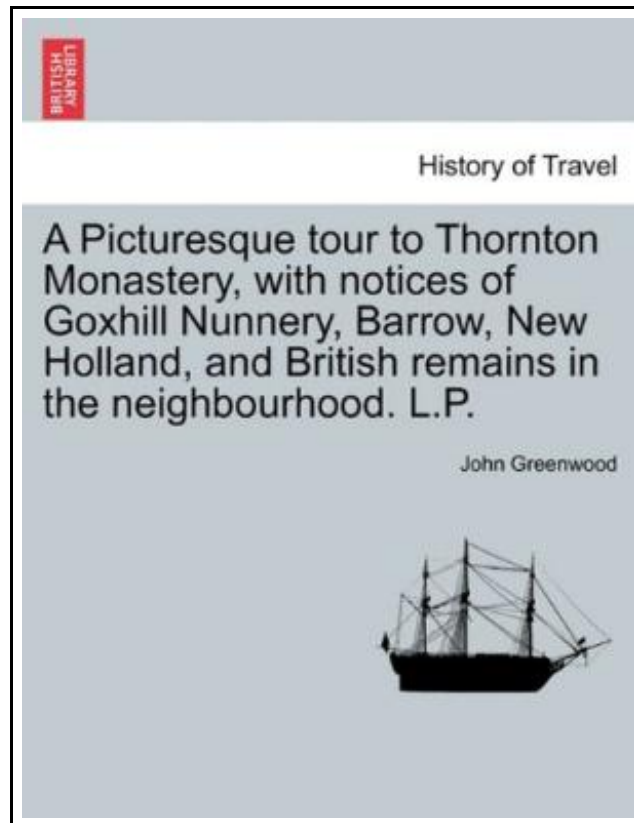 BRITISH
LIBRARY
History of Travel
A Picturesque tour to Thornton
Monastery, with notices of
Goxhill Nunnery, Barrow, New
Holland, and British remains in
the neighbourhood. L.P.
John Greenwood